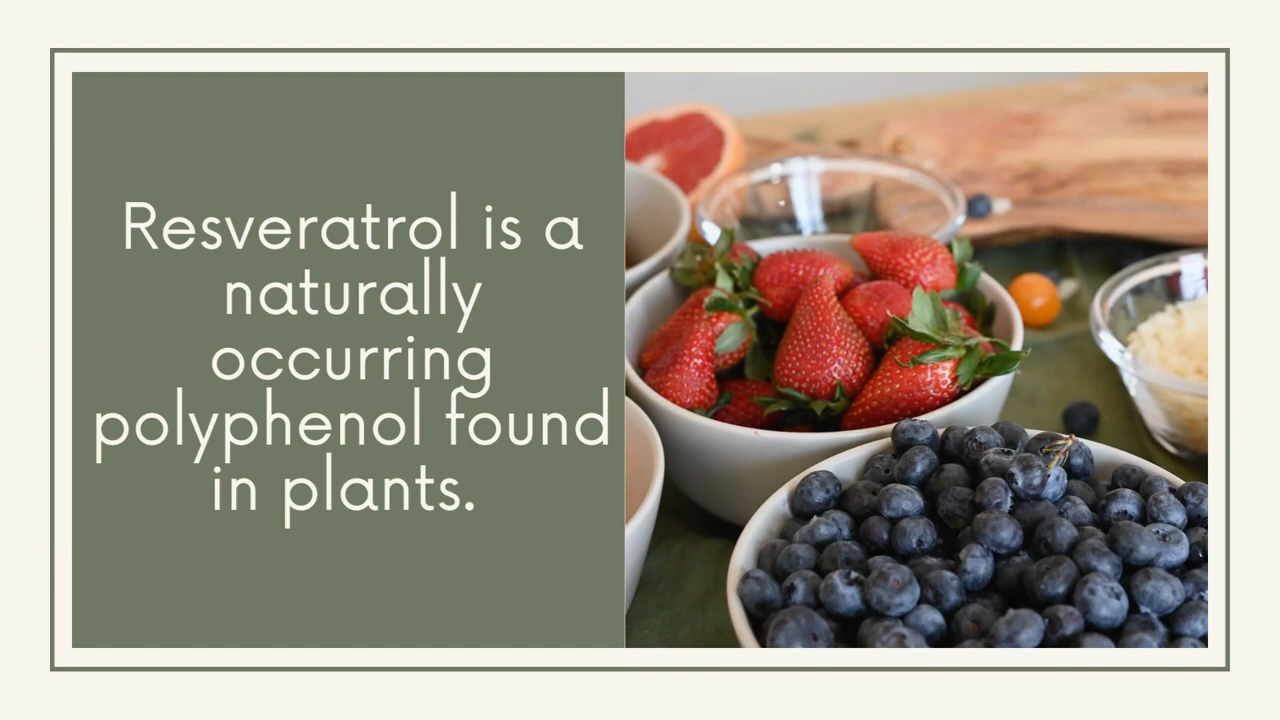 Resveratrol is a
naturally
occurring
polyphenol found
in plants.